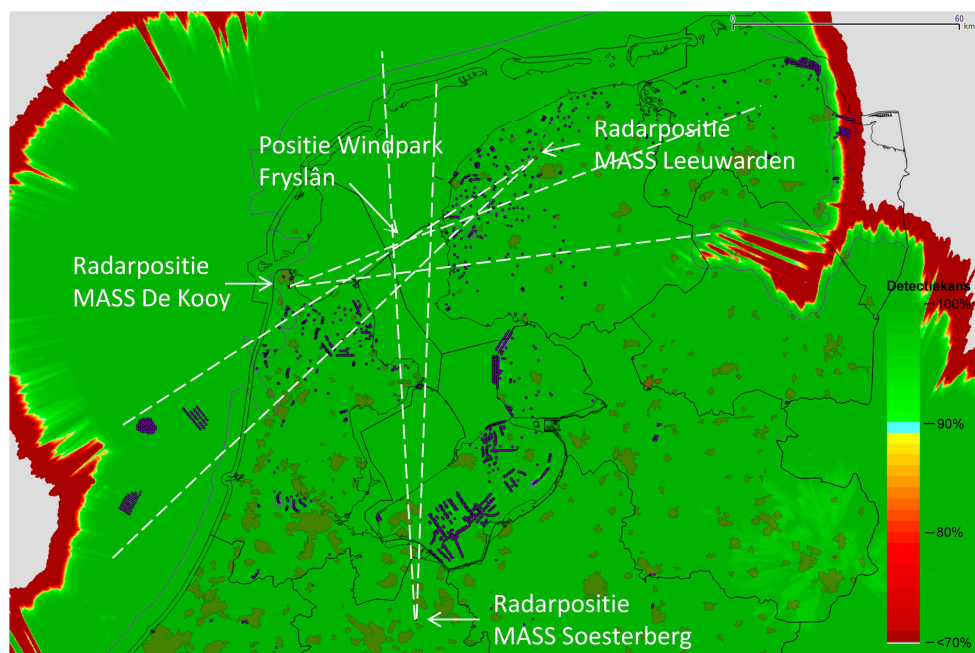 0
60
km
Positie Windpark
Fryslân
Radarpositie
MASS Leeuwarden
Radarpositie
MASS De Kooy
Detectiekans
100%
90%
80%
<70%
Radarpositie
MASS Soesterberg